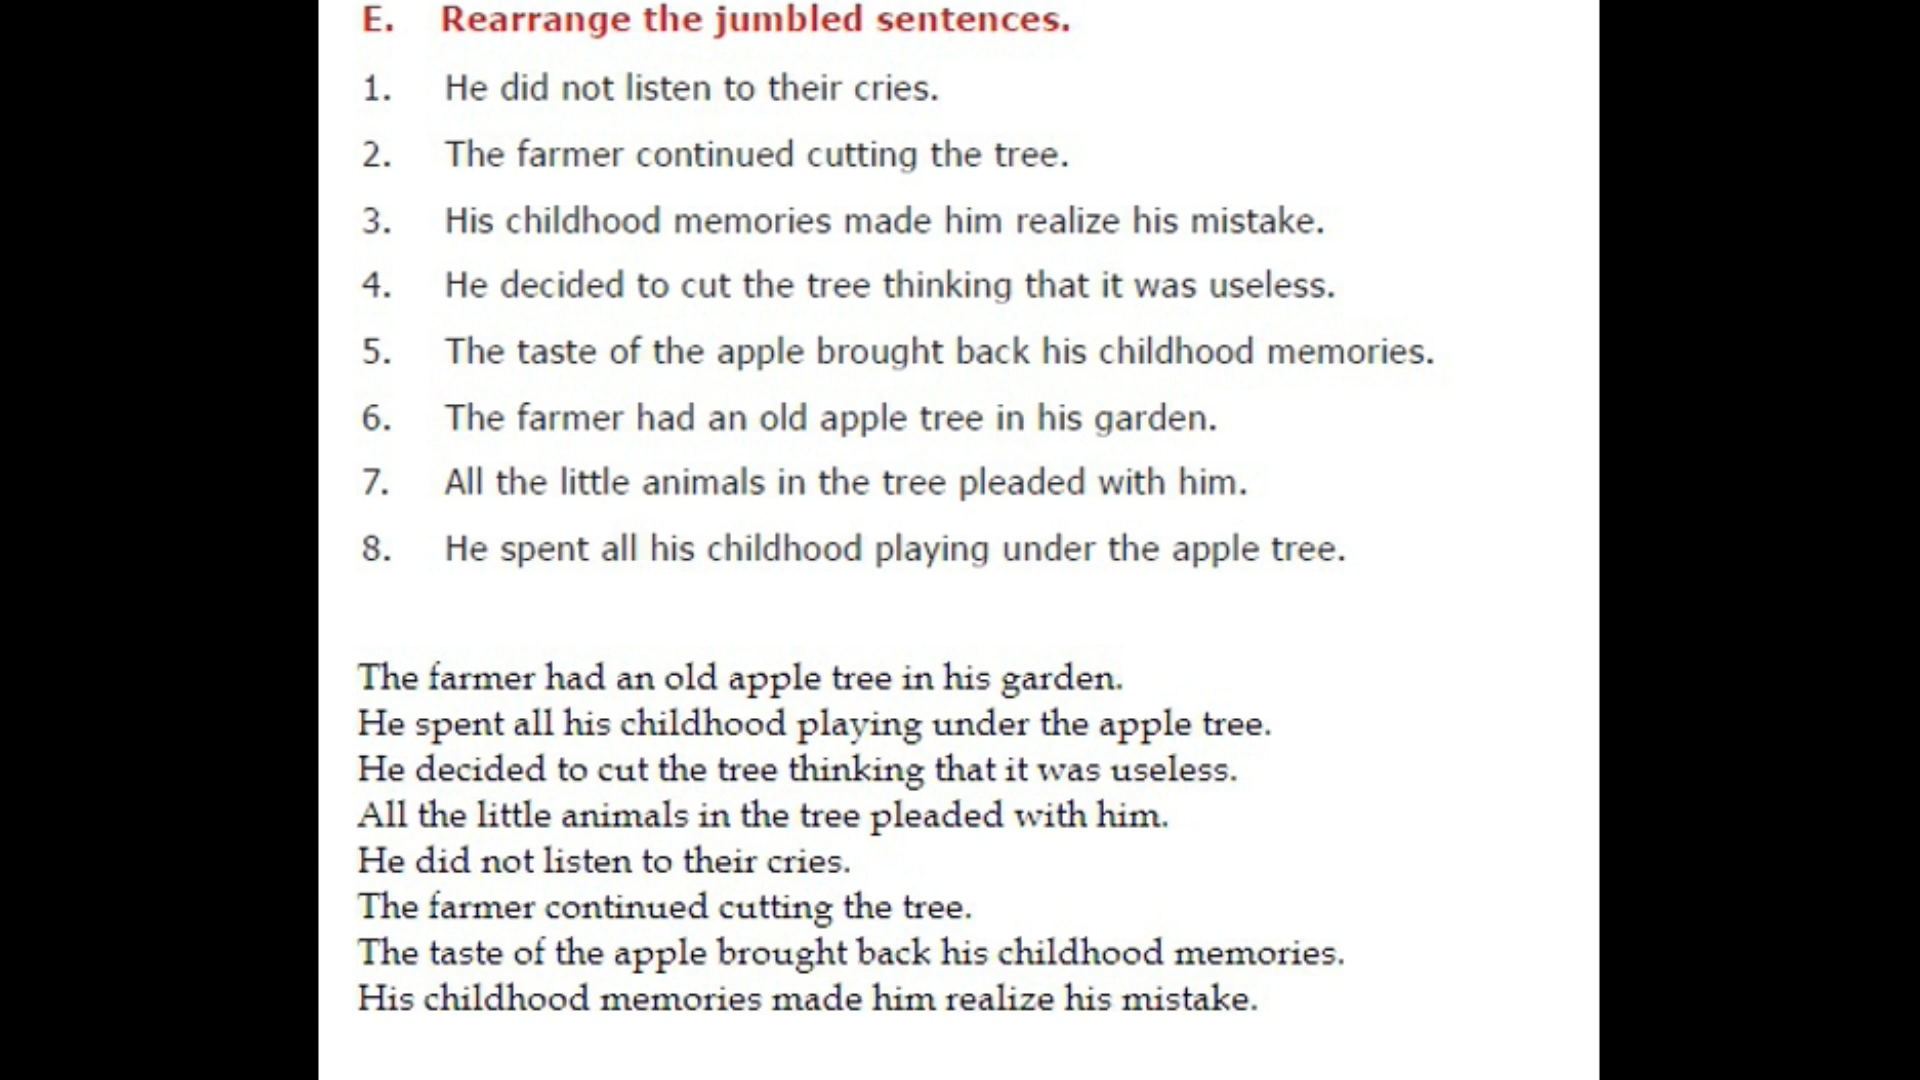 E. Rearrange the jumbled sentences.
1. He did not listen to their cries.
2. The farmer continued cutting the tree.
3. His childhood memories made him realize his mistake.
4. He decided to cut the tree thinking that it was useless.
5. The taste of the apple brought back his childhood memories.
6. The farmer had an old apple tree in his garden.
7. All the little animals in the tree pleaded with him.
8. He spent all his childhood playing under the apple tree.
The farmer had an old apple tree in his garden.
He spent all his childhood playing under the apple tree.
He decided to cut the tree thinking that it was useless.
All the little animals in the tree pleaded with him.
He did not listen to their cries.
The farmer continued cutting the tree.
The taste of the apple brought back his childhood memories.
His childhood memories made him realize his mistake.